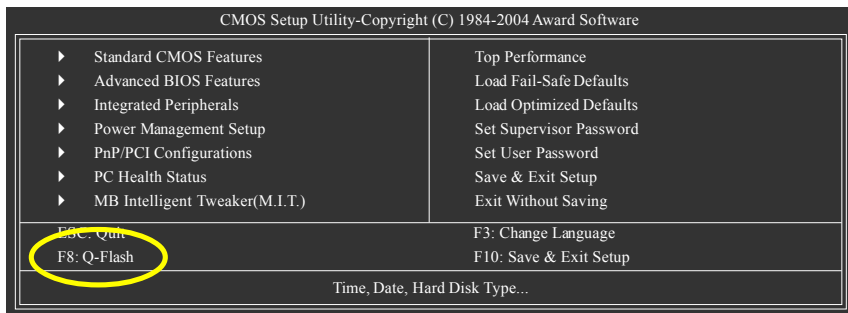 CMOS Setup Utility-Copyright (C) 1984-2004 Award Software
Standard CMOS Features
Advanced BIOS Features
Integrated Peripherals
Power Management Setup
PnP/PCI Configurations
PC Health Status
MB Intelligent Tweaker(M.I.T.)
Top Performance
Load Fail-Safe Defaults
Load Optimized Defaults
Set Supervisor Password
Set User Password
Save & Exit Setup
Exit Without Saving
ESC: Quit
F8: Q-Flash
F3: Change Language
F10: Save & Exit Setup
Time, Date, Hard Disk Type...